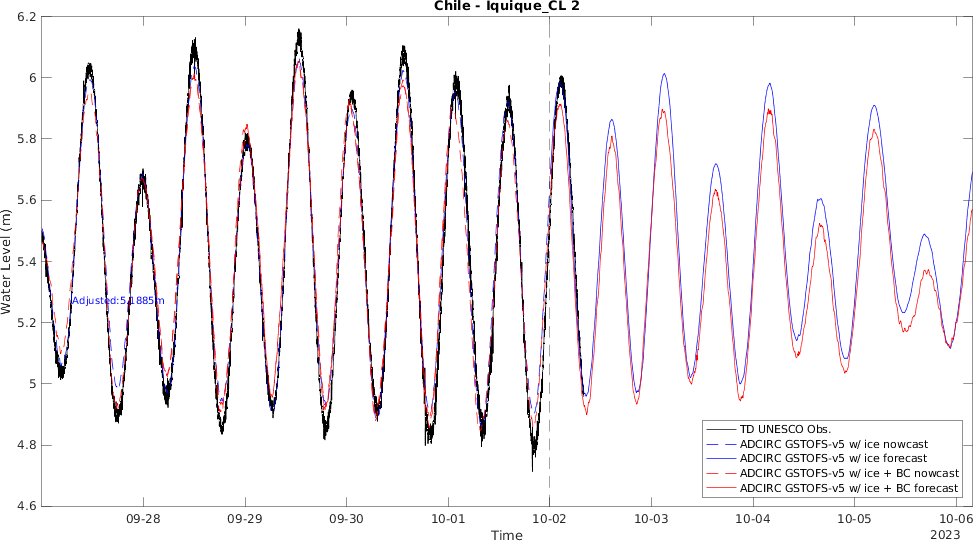 Chile - Iquique_CL 2
6.2
6
5.8
5.6
5.4
5.2
5
4.8
4.6
Water Level (m)
Adjusted:5.1885m
TD UNESCO Obs.
ADCIRC GSTOFS-v5 w/ ice nowcast
ADCIRC GSTOFS-v5 w/ ice forecast
ADCIRC GSTOFS-v5 w/ ice + BC nowcast
ADCIRC GSTOFS-v5 w/ ice + BC forecast
09-28 09-29 09-30 10-01 10-02 10-03 10-04 10-05 10-06
Time
2023